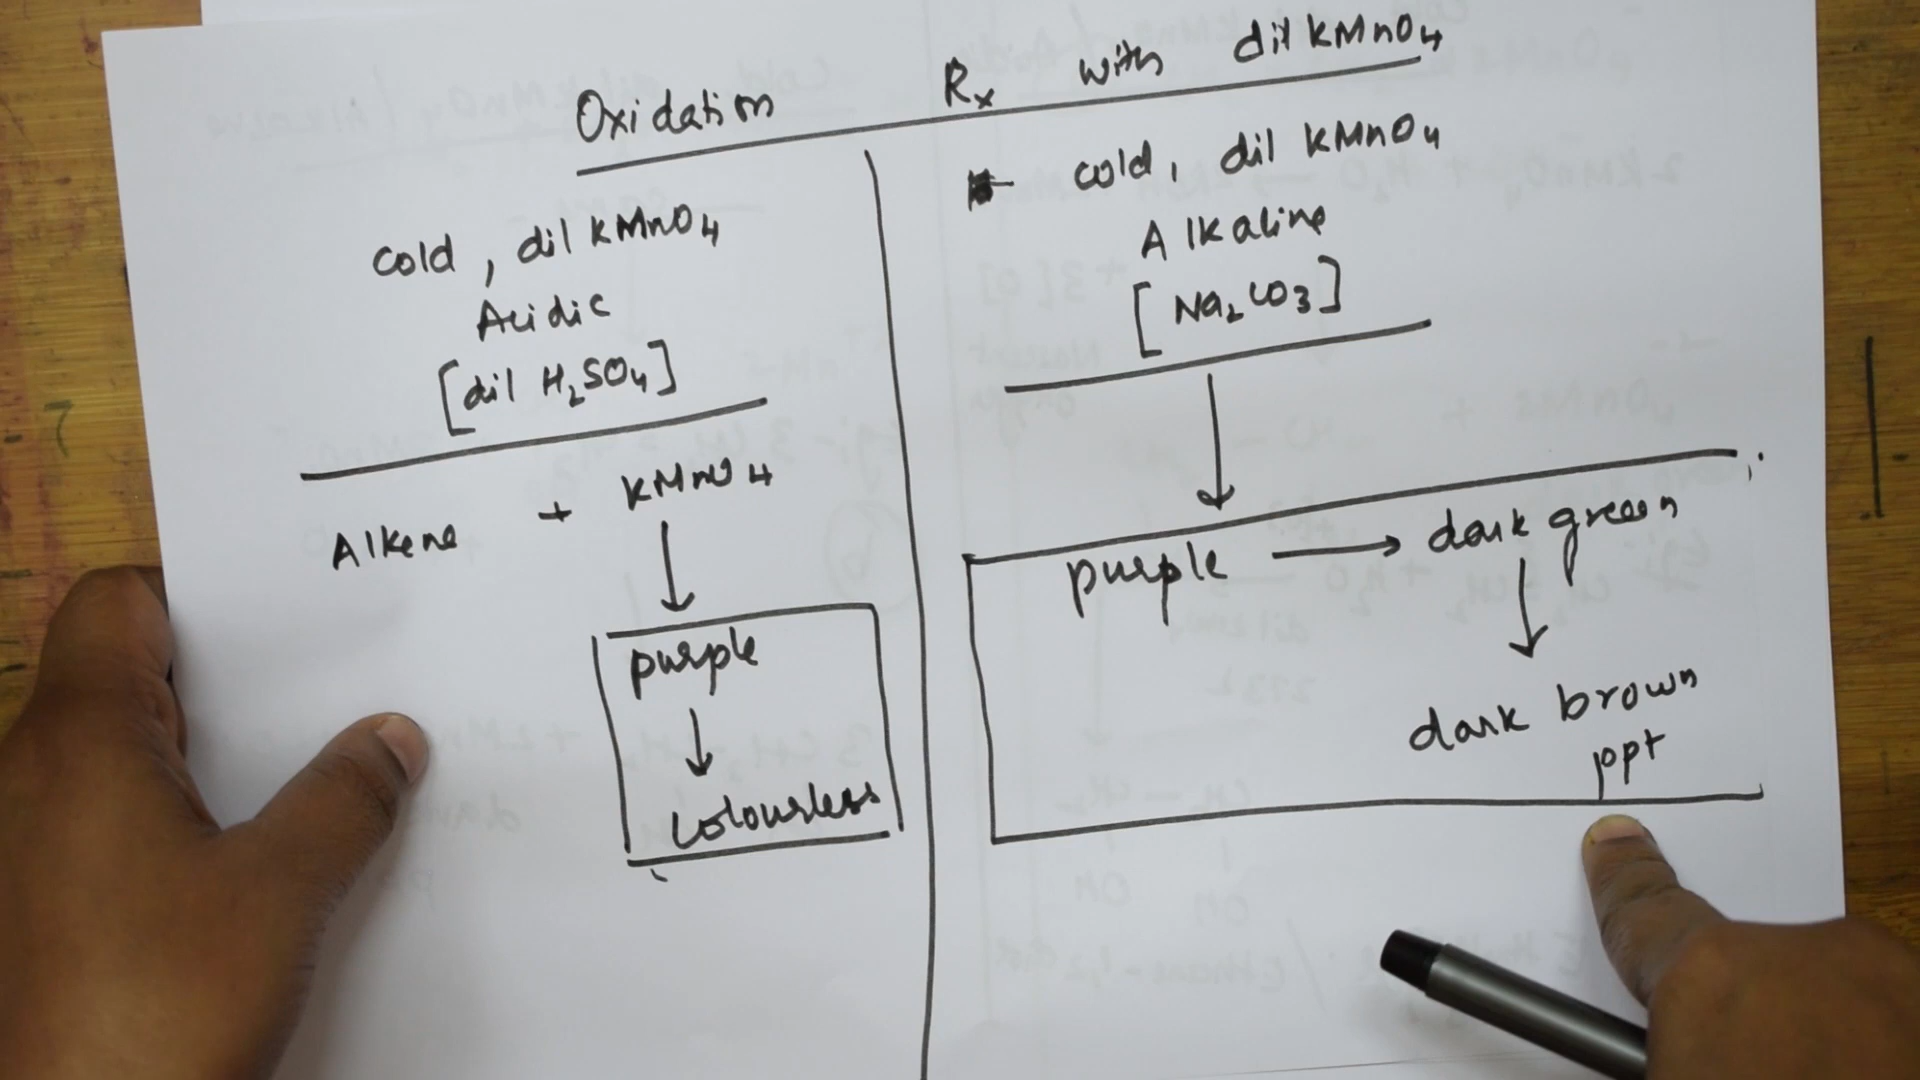 Oxidation Rx with dil KMnO4
cold, dil KMnO4
Acidic
[dil H2SO4]
Alkene + KMnO4
purple
colourless
cold, dil KMnO4
Alkaline
[Na2CO3]
purple → dark green
dark brown
ppt